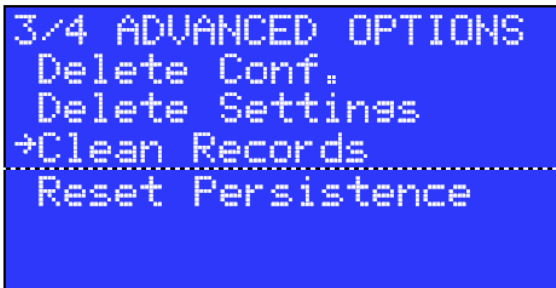 3/4 ADVANCED OPTIONS
Delete Conf.
Delete Settings
→Clean Records
Reset Persistence